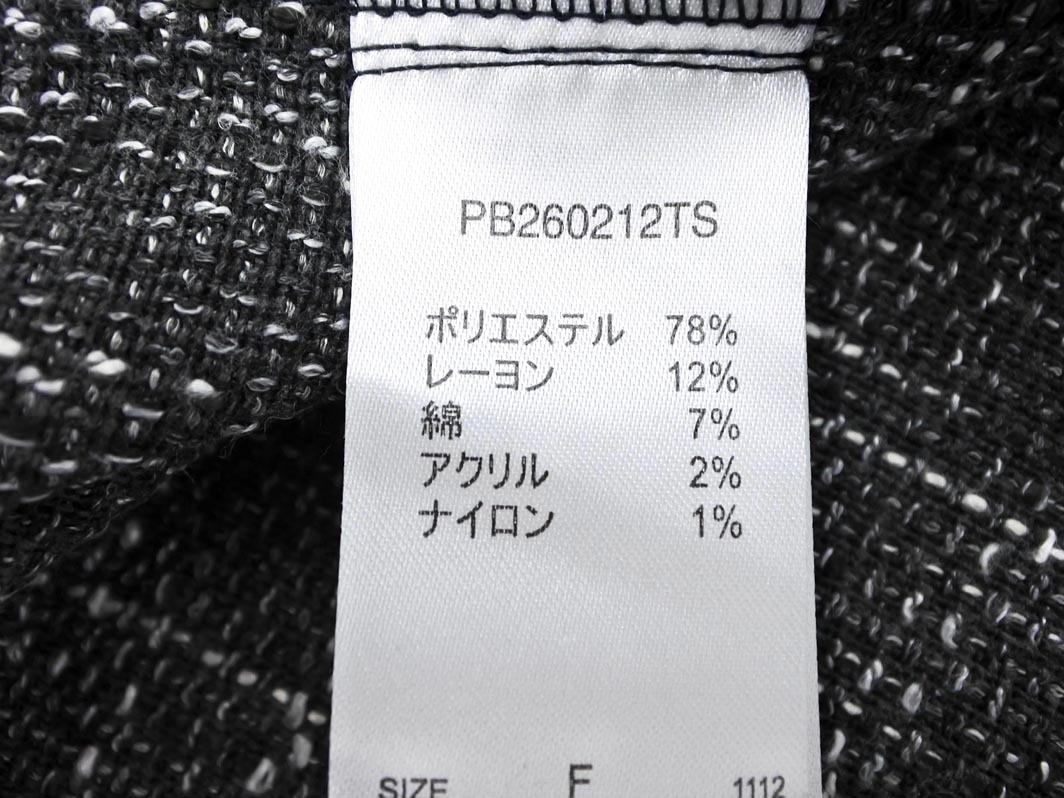 PB260212TS
ポリエステル 78%
レーヨン 12%
綿 7%
アクリル 2%
ナイロン 1%
SIZE F 1112